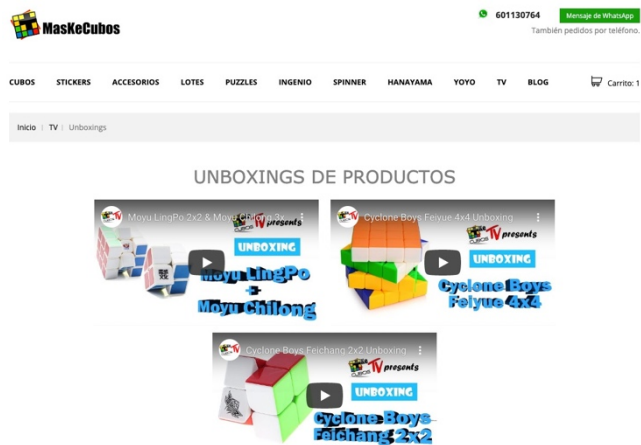 MasKeCubos
601130764
Mensaje de WhatsApp
También pedidos por teléfono.
CUBOS STICKERS ACCESORIOS LOTES PUZZLES INGENIO SPINNER HANAYAMA YOYO TV BLOG Carrito: 1
Inicio | TV | Unboxings
UNBOXINGS DE PRODUCTOS
Moyu LingPo 2x2 & Moyu Chilong 3x
TV presents
UNBOXING
Moyu LingPo
+
Moyu Chilong
Cyclone Boys Feiyue 4x4 Unboxing
TV presents
UNBOXING
Cyclone Boys
Feiyue 4x4
Cyclone Boys Feichang 2x2 Unboxing
TV presents
UNBOXING
Cyclone Boys
Feichang 2x2